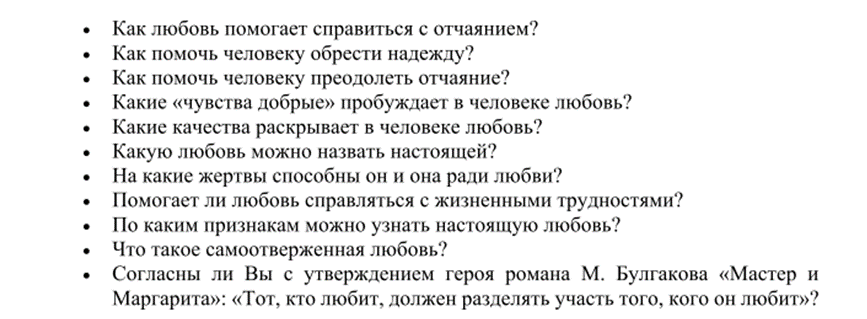 • Как любовь помогает справиться с отчаянием?
• Как помочь человеку обрести надежду?
• Как помочь человеку преодолеть отчаяние?
• Какие «чувства добрые» пробуждает в человеке любовь?
• Какие качества раскрывает в человеке любовь?
• Какую любовь можно назвать настоящей?
• На какие жертвы способны он и она ради любви?
• Помогает ли любовь справляться с жизненными трудностями?
• По каким признакам можно узнать настоящую любовь?
• Что такое самоотверженная любовь?
• Согласны ли Вы с утверждением героя романа М. Булгакова «Мастер и
Маргарита»: «Тот, кто любит, должен разделять участь того, кого он любит»?